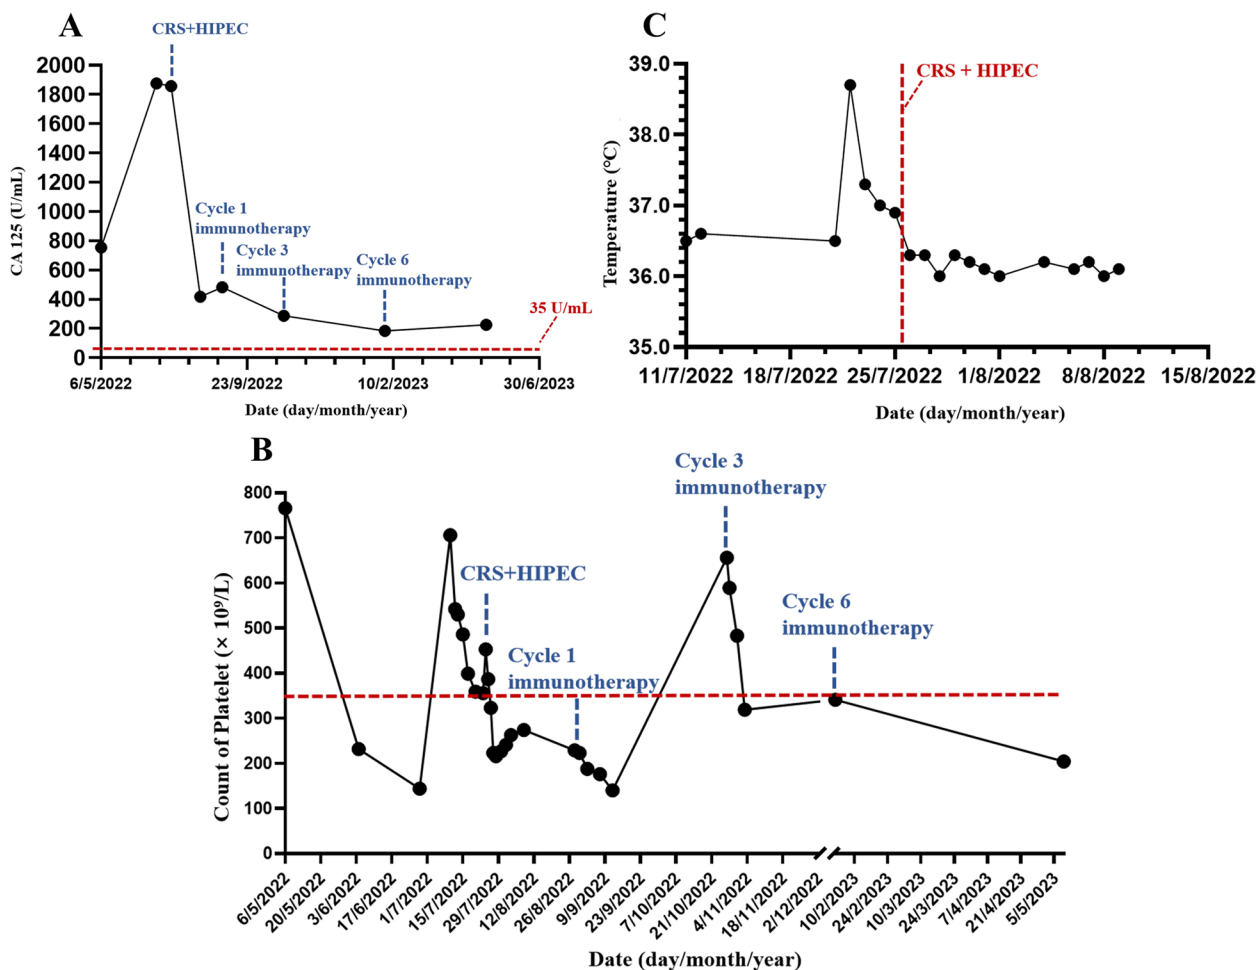 A
CRS+HIPEC
2000
1800
1600
1400
1200
1000
800
600
400
200
0
CA 125 (U/mL)
Cycle 1
immunotherapy
Cycle 3
immunotherapy
Cycle 6
immunotherapy
35 U/mL
6/5/2022
23/9/2022
10/2/2023
30/6/2023
Date (day/month/year)
C
39.0
38.0
37.0
36.0
35.0
Temperature (℃)
CRS + HIPEC
11/7/2022
18/7/2022
25/7/2022
1/8/2022
8/8/2022
15/8/2022
Date (day/month/year)
B
800
700
600
500
400
300
200
100
0
Count of Platelet (× 10⁹/L)
CRS+HIPEC
Cycle 1
immunotherapy
Cycle 3
immunotherapy
Cycle 6
immunotherapy
6/5/2022
20/5/2022
3/6/2022
17/6/2022
1/7/2022
15/7/2022
29/7/2022
12/8/2022
26/8/2022
9/9/2022
23/9/2022
7/10/2022
21/10/2022
4/11/2022
18/11/2022
2/12/2022
10/2/2023
24/2/2023
10/3/2023
24/3/2023
7/4/2023
21/4/2023
5/5/2023
Date (day/month/year)